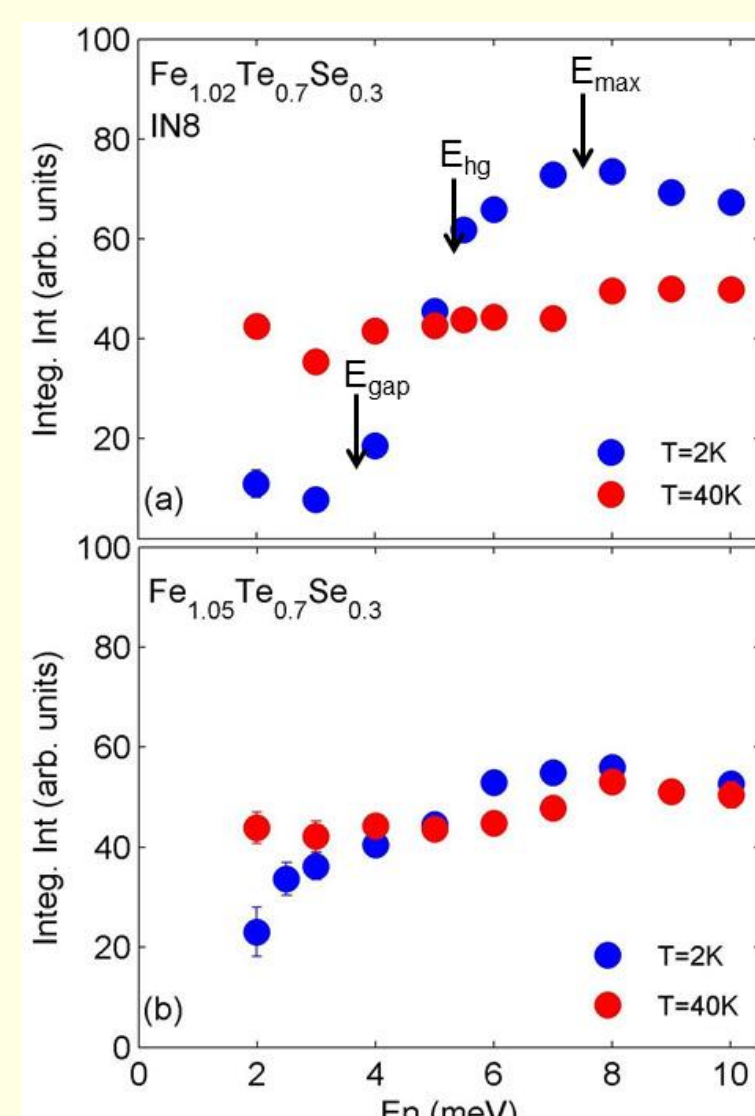 100
Fe1.02Te0.7Se0.3
IN8
Emax
80
Ehg
60
Integ. Int (arb. units)
40
Egap
20
T=2K
T=40K
(a)
100
Fe1.05Te0.7Se0.3
80
60
Integ. Int (arb. units)
40
20
T=2K
T=40K
(b)
0
0 2 4 6 8 10
En (meV)